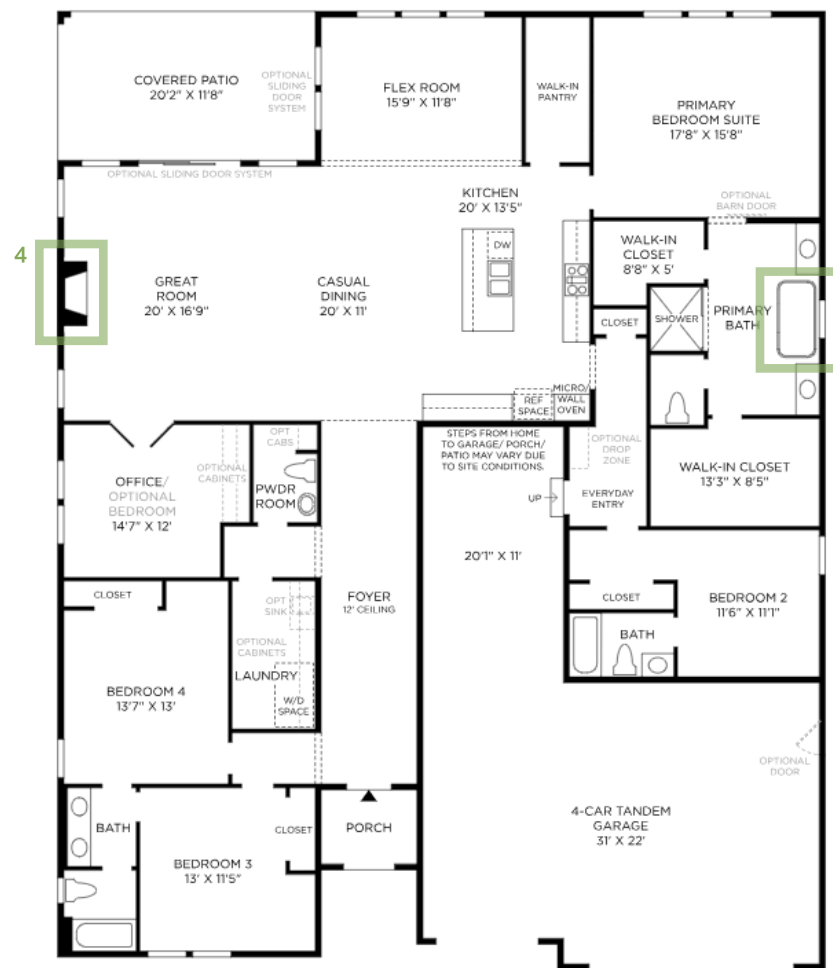 COVERED PATIO
20'2" X 11'8"
OPTIONAL
SLIDING
DOOR
SYSTEM
FLEX ROOM
15'9" X 11'8"
WALK-IN
PANTRY
PRIMARY
BEDROOM SUITE
17'8" X 15'8"
OPTIONAL SLIDING DOOR SYSTEM
KITCHEN
20' X 13'5"
OPTIONAL
BARN DOOR
DW
WALK-IN
CLOSET
8'8" X 5'
4
GREAT
ROOM
20' X 16'9"
CASUAL
DINING
20' X 11'
CLOSET
SHOWER
PRIMARY
BATH
MICRO/
WALL
OVEN
REF
SPACE
STEPS FROM HOME
TO GARAGE/ PORCH/
PATIO MAY VARY DUE
TO SITE CONDITIONS.
OPT
CABS
OPTIONAL
DROP
ZONE
WALK-IN CLOSET
13'3" X 8'5"
OFFICE/
OPTIONAL
BEDROOM
14'7" X 12'
OPTIONAL
CABINETS
PWDR
ROOM
UP
EVERYDAY
ENTRY
20'1" X 11'
CLOSET
OPT
SINK
FOYER
12' CEILING
CLOSET
BEDROOM 2
11'6" X 11'1"
OPTIONAL
CABINETS
BATH
LAUNDRY
W/D
SPACE
BEDROOM 4
13'7" X 13'
OPTIONAL
DOOR
BATH
CLOSET
PORCH
4-CAR TANDEM
GARAGE
31' X 22'
BEDROOM 3
13' X 11'5"